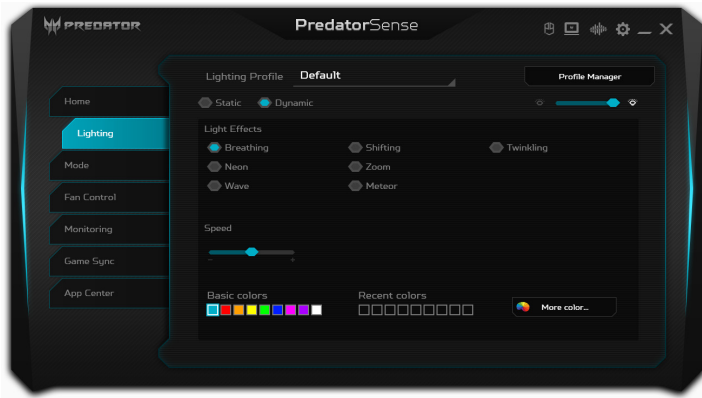 PREDATOR
PredatorSense
Lighting Profile Default
Profile Manager
Home
Static Dynamic
Lighting
Light Effects
Breathing Shifting Twinkling
Mode
Neon Zoom
Wave Meteor
Fan Control
Monitoring
Speed
- +
Game Sync
App Center
Basic colors Recent colors
More color...